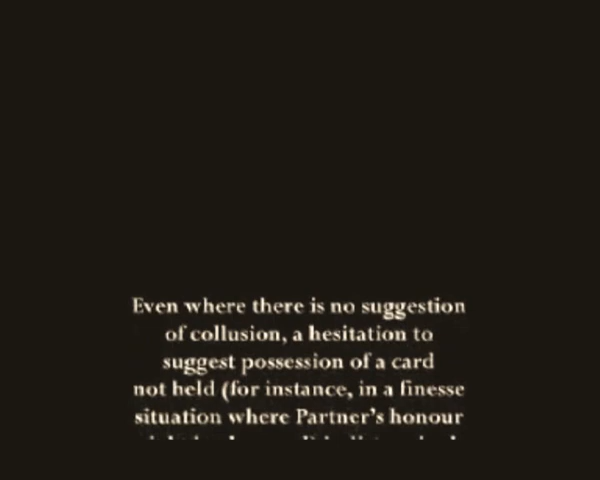 Even where there is no suggestion
of collusion, a hesitation to
suggest possession of a card
not held (for instance, in a finesse
situation where Partner's honour